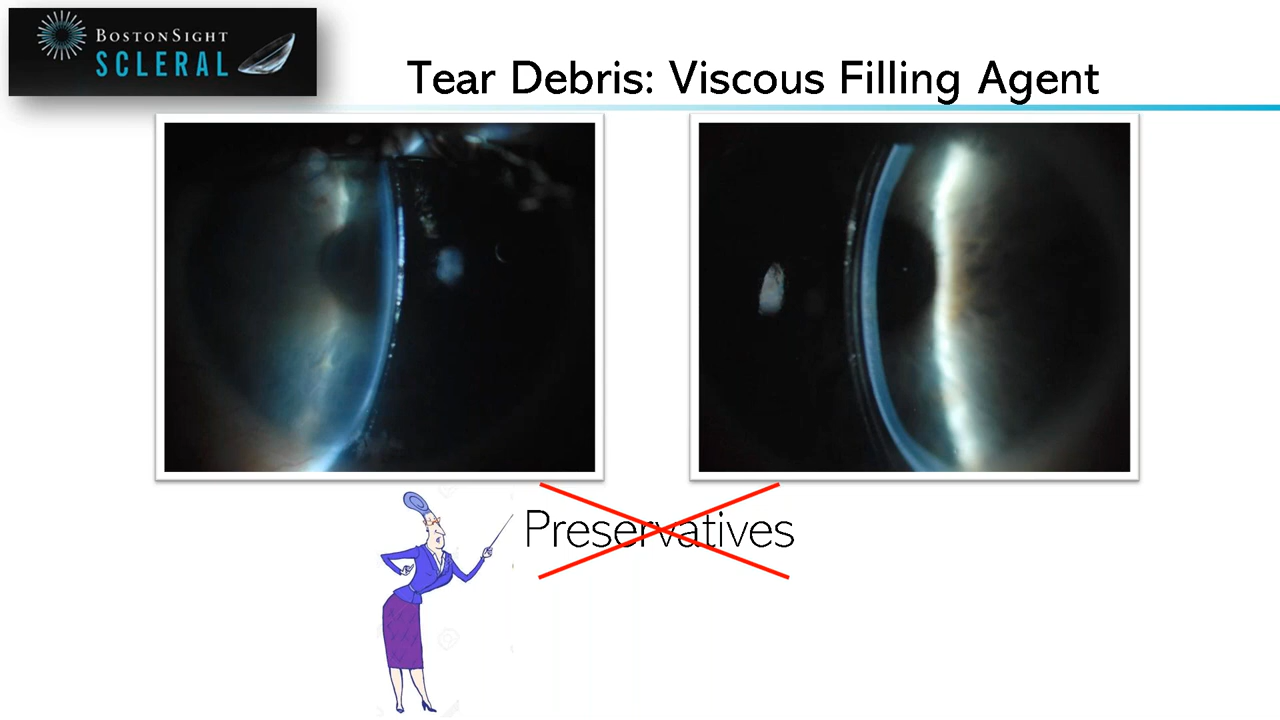 BOSTONSIGHT
SCLERAL
Tear Debris: Viscous Filling Agent
Preservatives